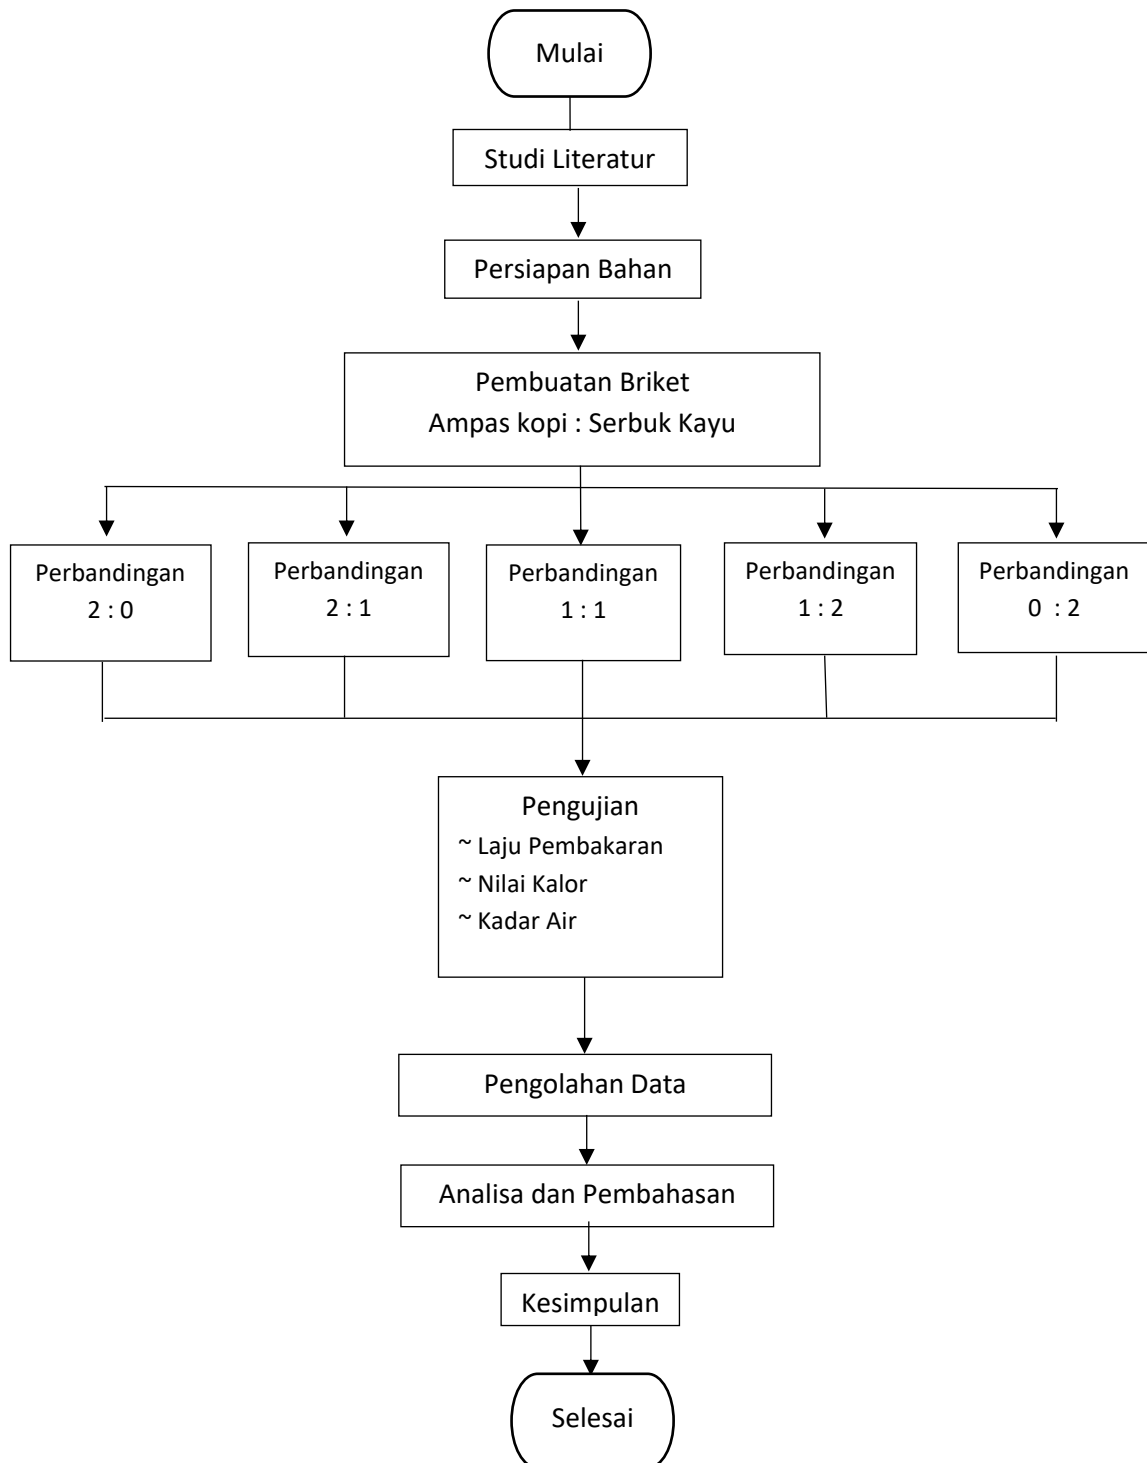 Mulai
Studi Literatur
Persiapan Bahan
Pembuatan Briket
Ampas kopi : Serbuk Kayu
Perbandingan
2 : 0
Perbandingan
2 : 1
Perbandingan
1 : 1
Perbandingan
1 : 2
Perbandingan
0 : 2
Pengujian
~ Laju Pembakaran
~ Nilai Kalor
~ Kadar Air
Pengolahan Data
Analisa dan Pembahasan
Kesimpulan
Selesai